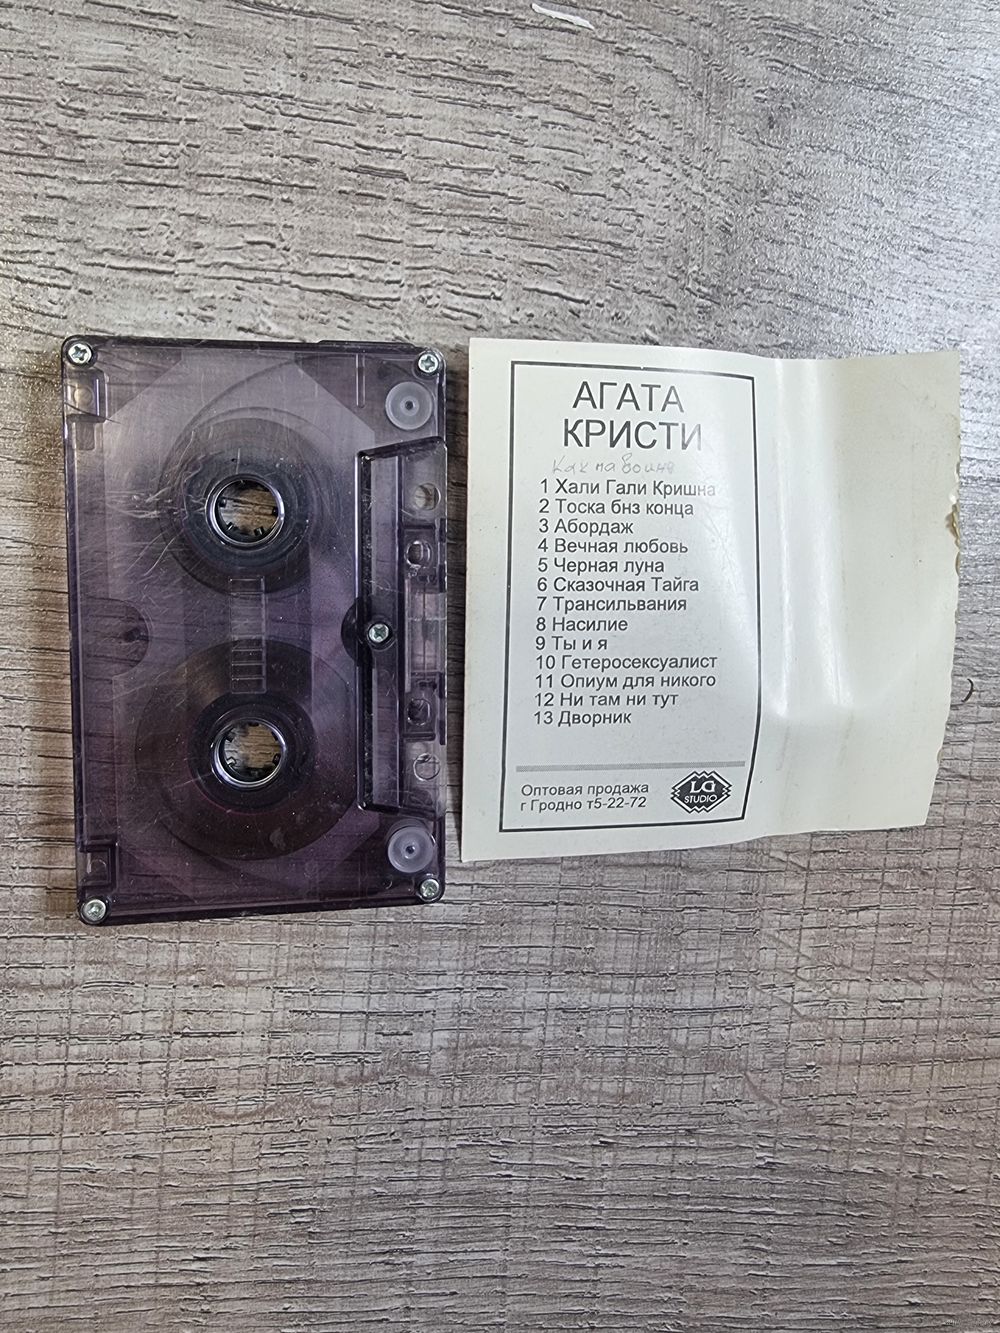 АГАТА
КРИСТИ
Как на войне
1 Хали Гали Кришна
2 Тоска бнз конца
3 Абордаж
4 Вечная любовь
5 Черная луна
6 Сказочная Тайга
7 Трансильвания
8 Насилие
9 Ты и я
10 Гетеросексуалист
11 Опиум для никого
12 Ни там ни тут
13 Дворник
Оптовая продажа
г Гродно т5-22-72
LG
STUDIO